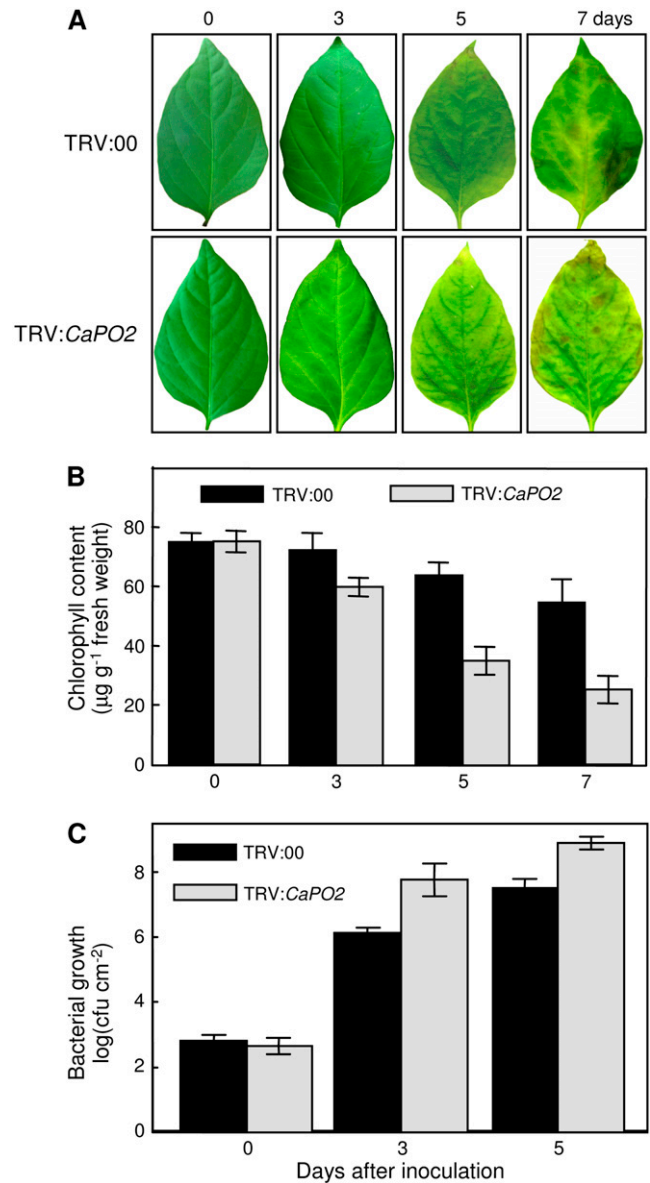 A 0 3 5 7 days
TRV:00
TRV:CaPO2
B
TRV:00 TRV:CaPO2
Chlorophyll content
(µg g⁻¹ fresh weight)
80
60
40
20
0
0 3 5 7
C
TRV:00
TRV:CaPO2
Bacterial growth
log(cfu cm⁻²)
8
6
4
2
0
0 3 5
Days after inoculation